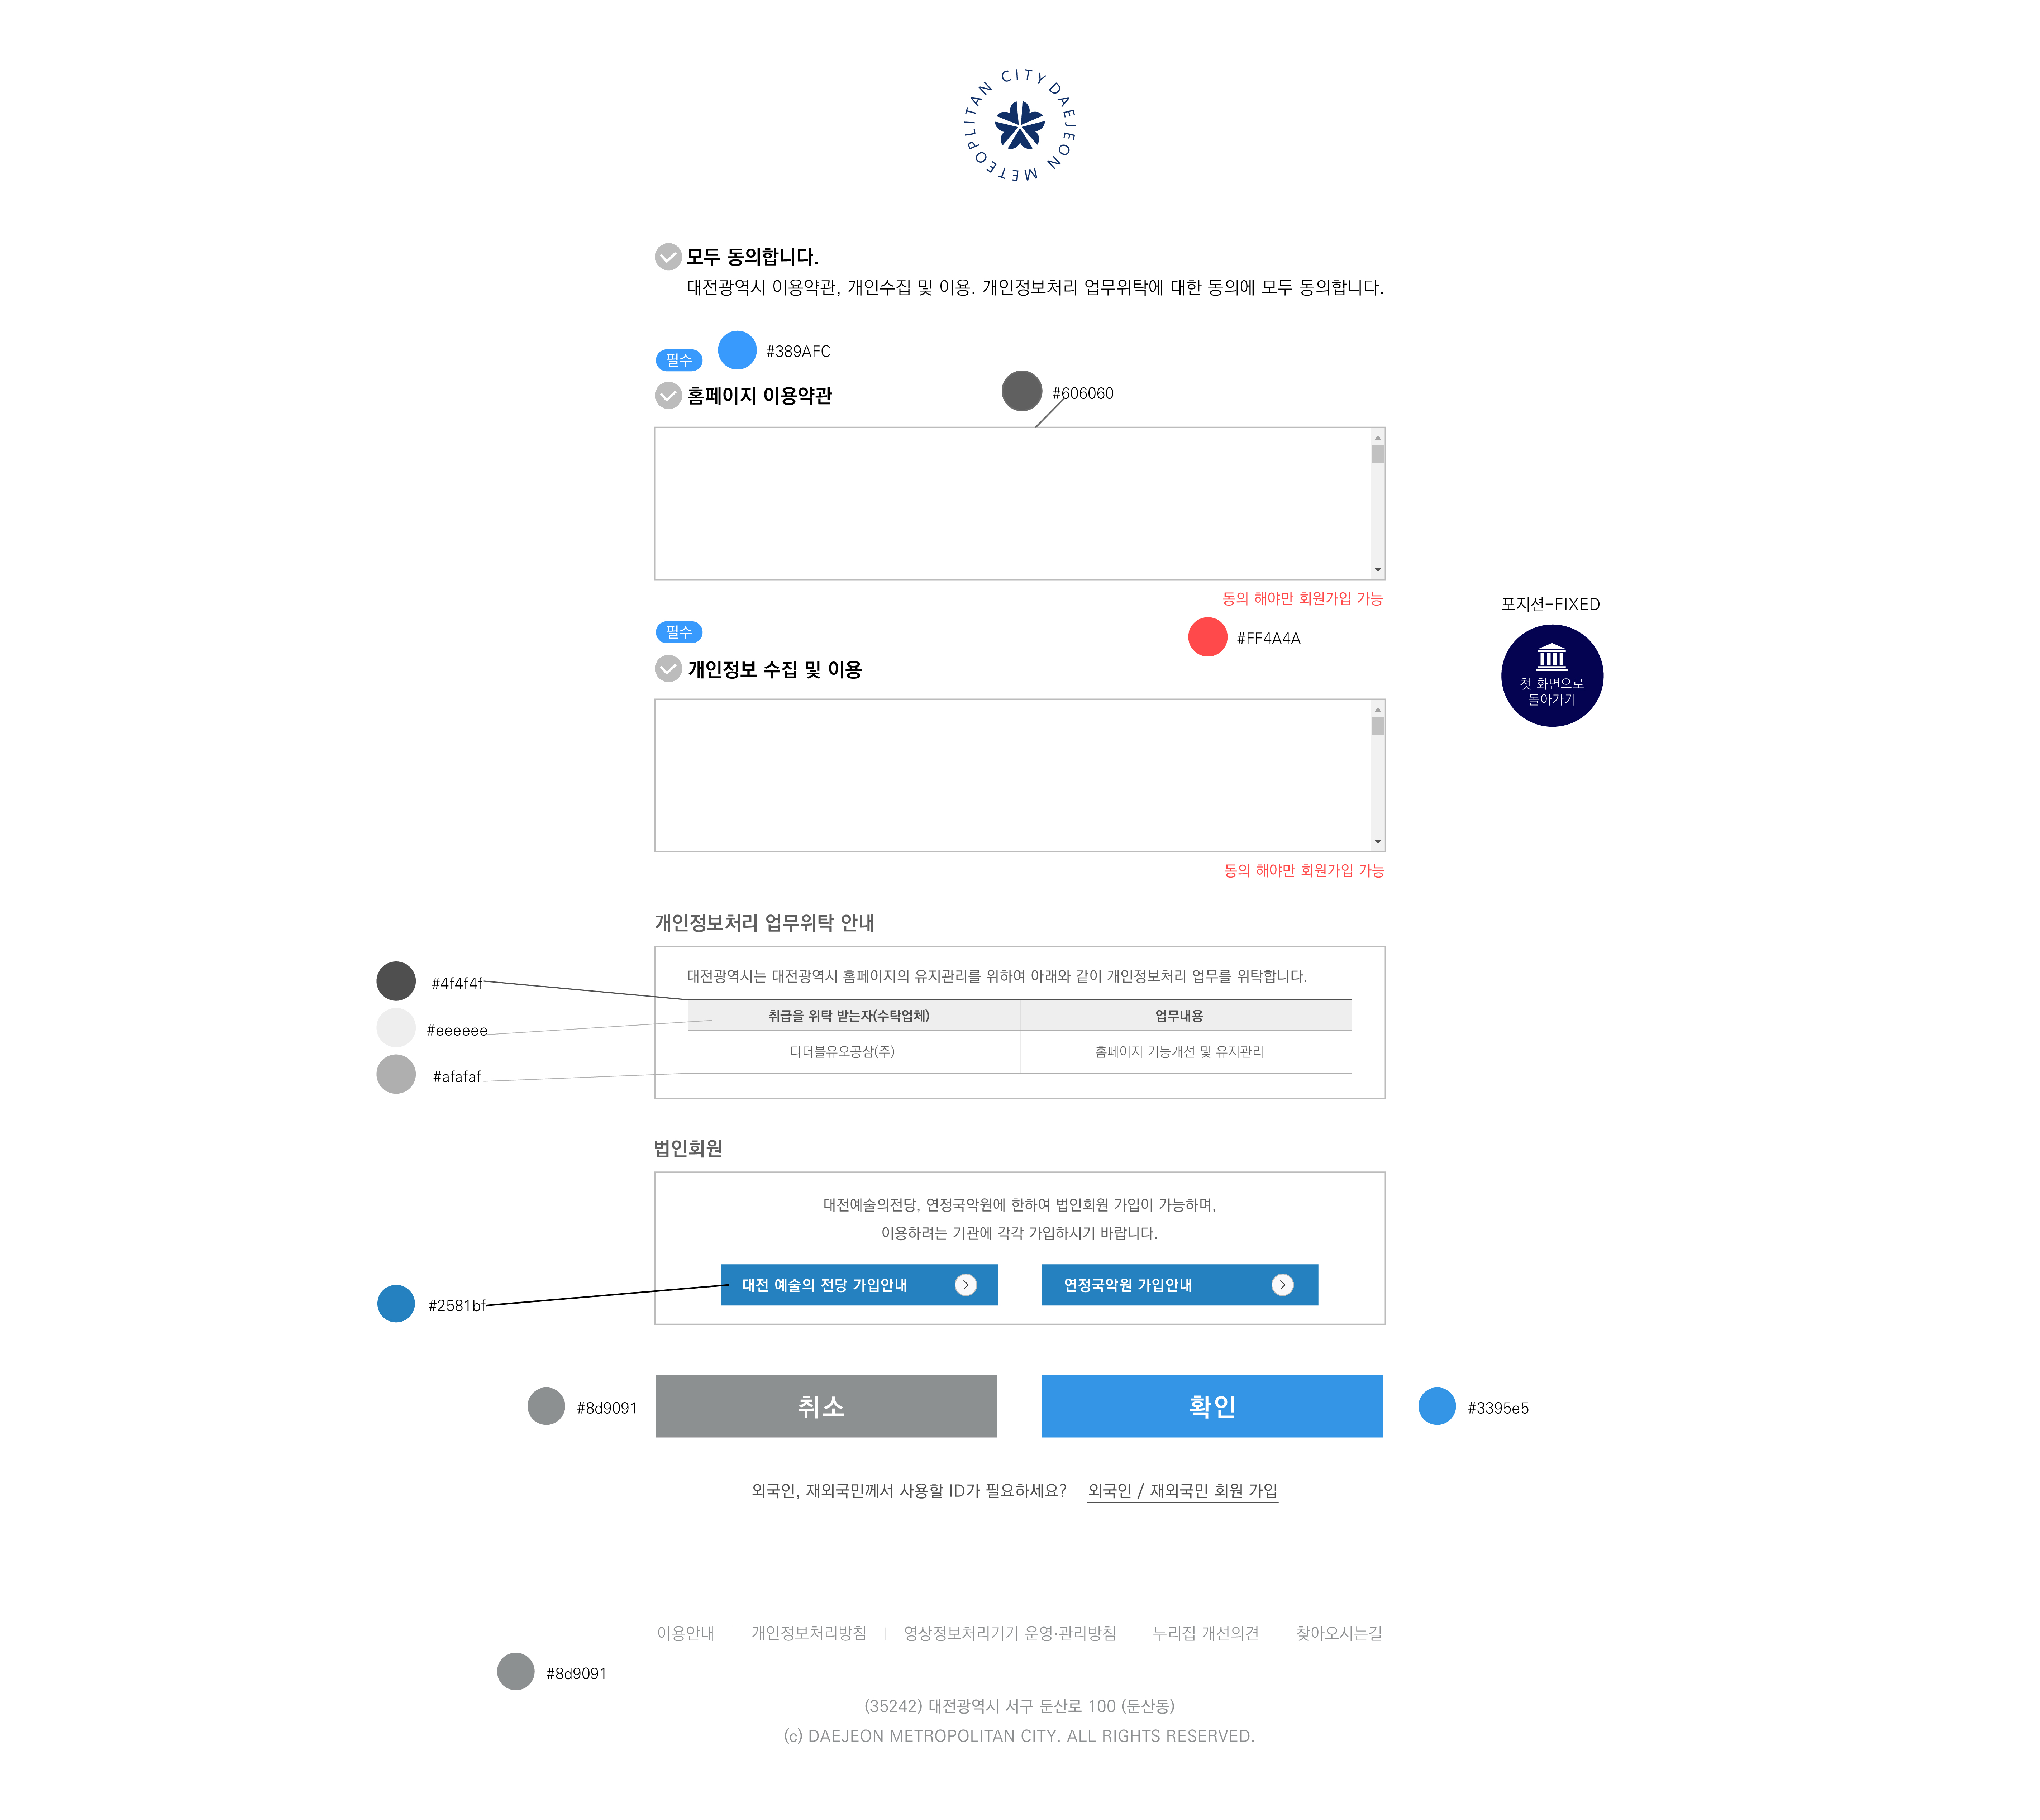 DAEJEON METEOPLITAN CITY
모두 동의합니다.
대전광역시 이용약관, 개인수집 및 이용. 개인정보처리 업무위탁에 대한 동의에 모두 동의합니다.
#389AFC
필수
홈페이지 이용약관
#606060
동의 해야만 회원가입 가능
포지션-FIXED
필수
#FF4A4A
개인정보 수집 및 이용
첫 화면으로
돌아가기
동의 해야만 회원가입 가능
개인정보처리 업무위탁 안내
대전광역시는 대전광역시 홈페이지의 유지관리를 위하여 아래와 같이 개인정보처리 업무를 위탁합니다.
#4f4f4f
취급을 위탁 받는자(수탁업체) 업무내용
#eeeeee
디더블유오공삼(주) 홈페이지 기능개선 및 유지관리
#afafaf
법인회원
대전예술의전당, 연정국악원에 한하여 법인회원 가입이 가능하며,
이용하려는 기관에 각각 가입하시기 바랍니다.
대전 예술의 전당 가입안내 연정국악원 가입안내
#2581bf
#8d9091 취소 확인 #3395e5
외국인, 재외국민께서 사용할 ID가 필요하세요? 외국인 / 재외국민 회원 가입
이용안내 개인정보처리방침 영상정보처리기기 운영·관리방침 누리집 개선의견 찾아오시는길
#8d9091
(35242) 대전광역시 서구 둔산로 100 (둔산동)
(c) DAEJEON METROPOLITAN CITY. ALL RIGHTS RESERVED.